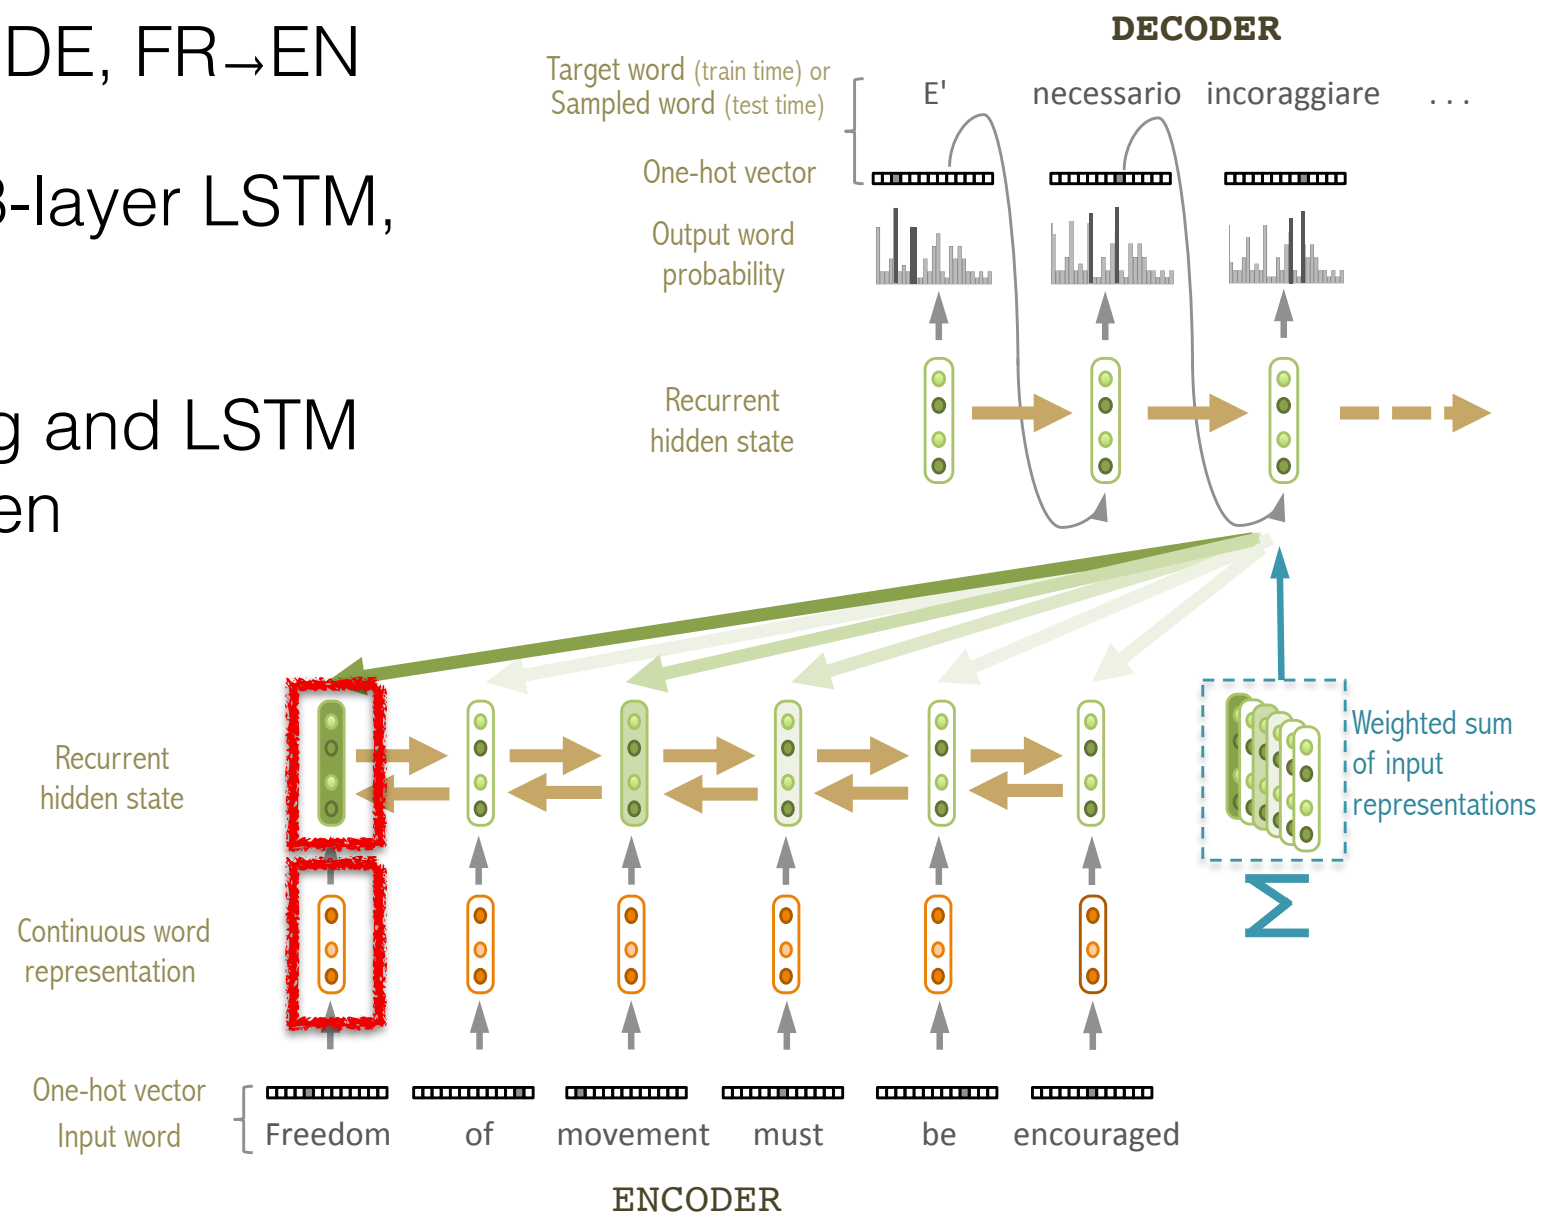 DE, FR→EN
3-layer LSTM,
g and LSTM
en
DECODER
Target word (train time) or
Sampled word (test time)
E' necessario incoraggiare ...
One-hot vector
Output word
probability
Recurrent
hidden state
Recurrent
hidden state
Weighted sum
of input
representations
Σ
Continuous word
representation
One-hot vector
Input word
Freedom of movement must be encouraged
ENCODER